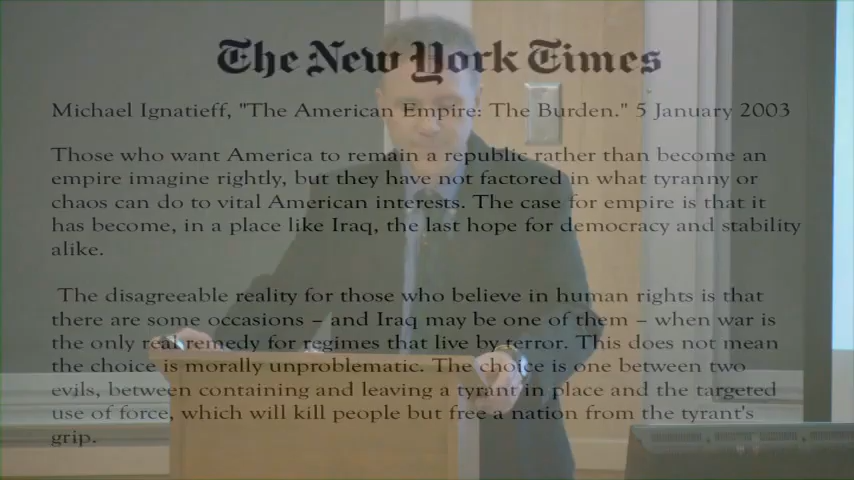 The New York Times
Michael Ignatieff, "The American Empire: The Burden." 5 January 2003
Those who want America to remain a republic rather than become an
empire imagine rightly, but they have not factored in what tyranny or
chaos can do to vital American interests. The case for empire is that it
has become, in a place like Iraq, the last hope for democracy and stability
alike.
The disagreeable reality for those who believe in human rights is that
there are some occasions – and Iraq may be one of them – when war is
the only real remedy for regimes that live by terror. This does not mean
the choice is morally unproblematic. The choice is one between two
evils, between containing and leaving a tyrant in place and the targeted
use of force, which will kill people but free a nation from the tyrant's
grip.